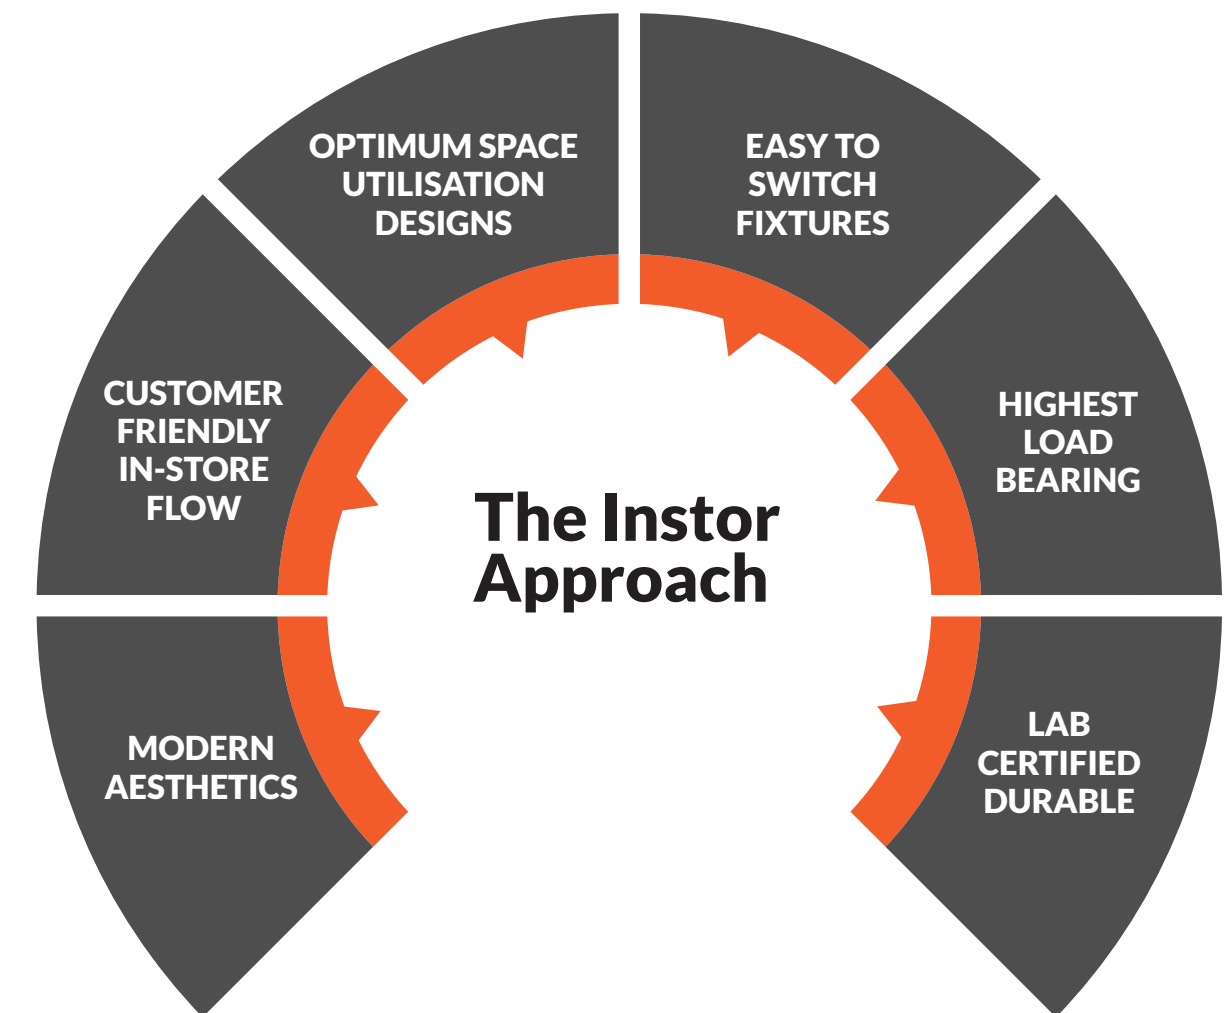 OPTIMUM SPACE
UTILISATION
DESIGNS
EASY TO
SWITCH
FIXTURES
CUSTOMER
FRIENDLY
IN-STORE
FLOW
HIGHEST
LOAD
BEARING
The Instor
Approach
MODERN
AESTHETICS
LAB
CERTIFIED
DURABLE